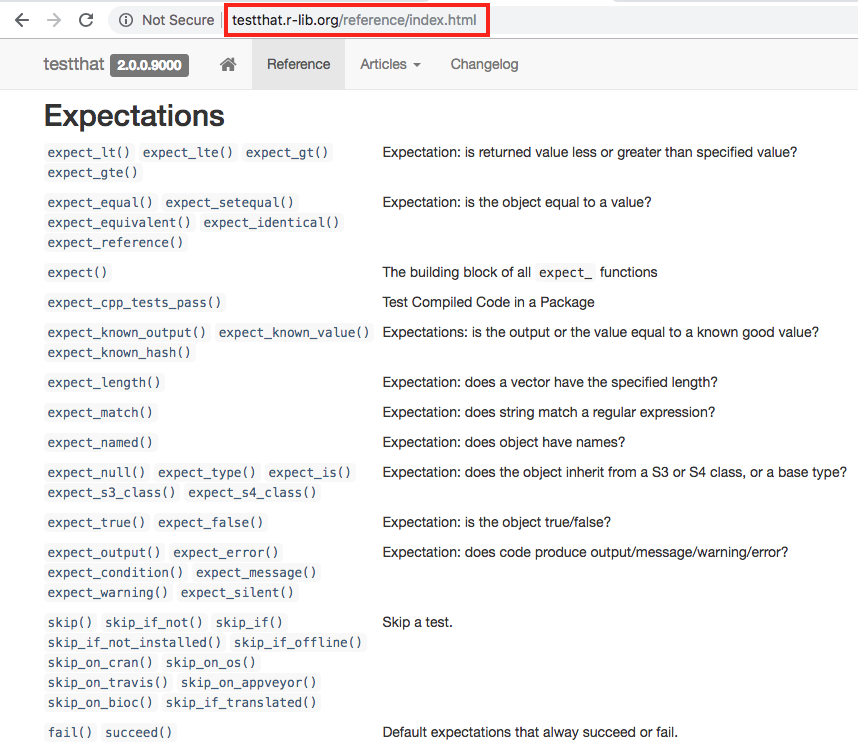 Not Secure | testthat.r-lib.org/reference/index.html
testthat 2.0.0.9000 Reference Articles Changelog
Expectations
expect_lt() expect_lte() expect_gt() Expectation: is returned value less or greater than specified value?
expect_gte()
expect_equal() expect_setequal() Expectation: is the object equal to a value?
expect_equivalent() expect_identical()
expect_reference()
expect() The building block of all expect_ functions
expect_cpp_tests_pass() Test Compiled Code in a Package
expect_known_output() expect_known_value() Expectations: is the output or the value equal to a known good value?
expect_known_hash()
expect_length() Expectation: does a vector have the specified length?
expect_match() Expectation: does string match a regular expression?
expect_named() Expectation: does object have names?
expect_null() expect_type() expect_is() Expectation: does the object inherit from a S3 or S4 class, or a base type?
expect_s3_class() expect_s4_class()
expect_true() expect_false() Expectation: is the object true/false?
expect_output() expect_error() Expectation: does code produce output/message/warning/error?
expect_condition() expect_message()
expect_warning() expect_silent()
skip() skip_if_not() skip_if() Skip a test.
skip_if_not_installed() skip_if_offline()
skip_on_cran() skip_on_os()
skip_on_travis() skip_on_appveyor()
skip_on_bioc() skip_if_translated()
fail() succeed() Default expectations that alway succeed or fail.